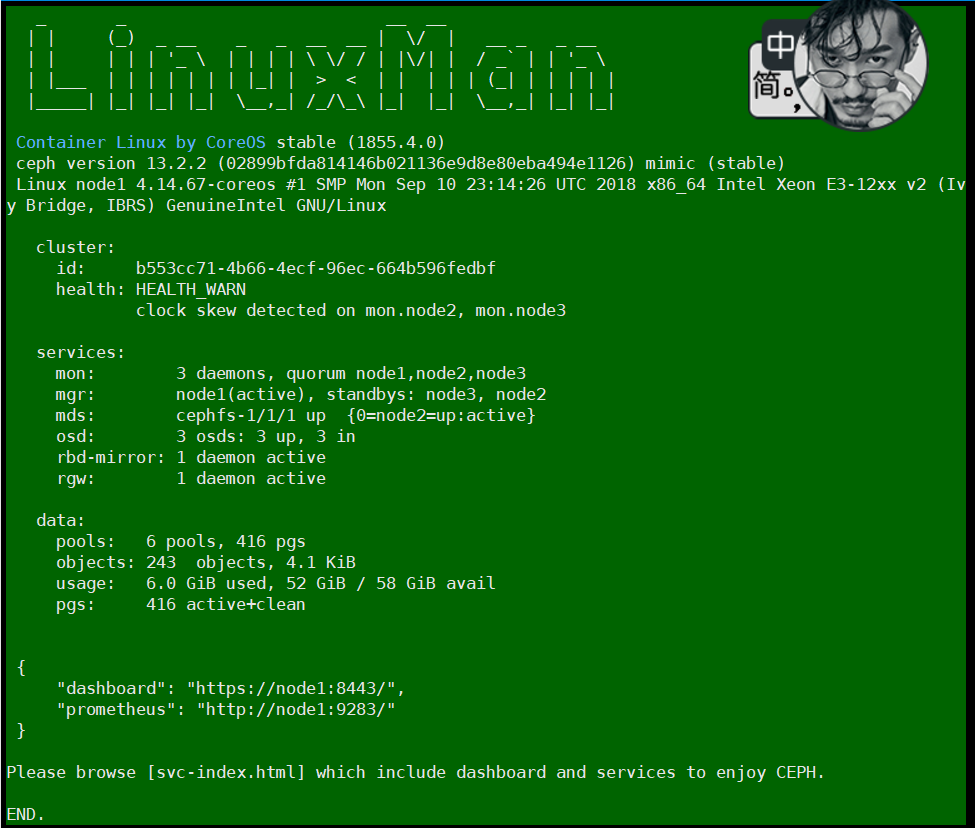 LinuxMan
中
简。,
Container Linux by CoreOS stable (1855.4.0)
ceph version 13.2.2 (02899bfda814146b021136e9d8e80eba494e1126) mimic (stable)
Linux node1 4.14.67-coreos #1 SMP Mon Sep 10 23:14:26 UTC 2018 x86_64 Intel Xeon E3-12xx v2 (Iv
y Bridge, IBRS) GenuineIntel GNU/Linux
cluster:
id: b553cc71-4b66-4ecf-96ec-664b596fedbf
health: HEALTH_WARN
clock skew detected on mon.node2, mon.node3
services:
mon: 3 daemons, quorum node1,node2,node3
mgr: node1(active), standbys: node3, node2
mds: cephfs-1/1/1 up {0=node2=up:active}
osd: 3 osds: 3 up, 3 in
rbd-mirror: 1 daemon active
rgw: 1 daemon active
data:
pools: 6 pools, 416 pgs
objects: 243 objects, 4.1 KiB
usage: 6.0 GiB used, 52 GiB / 58 GiB avail
pgs: 416 active+clean
{
"dashboard": "https://node1:8443/",
"prometheus": "http://node1:9283/"
}
Please browse [svc-index.html] which include dashboard and services to enjoy CEPH.
END.